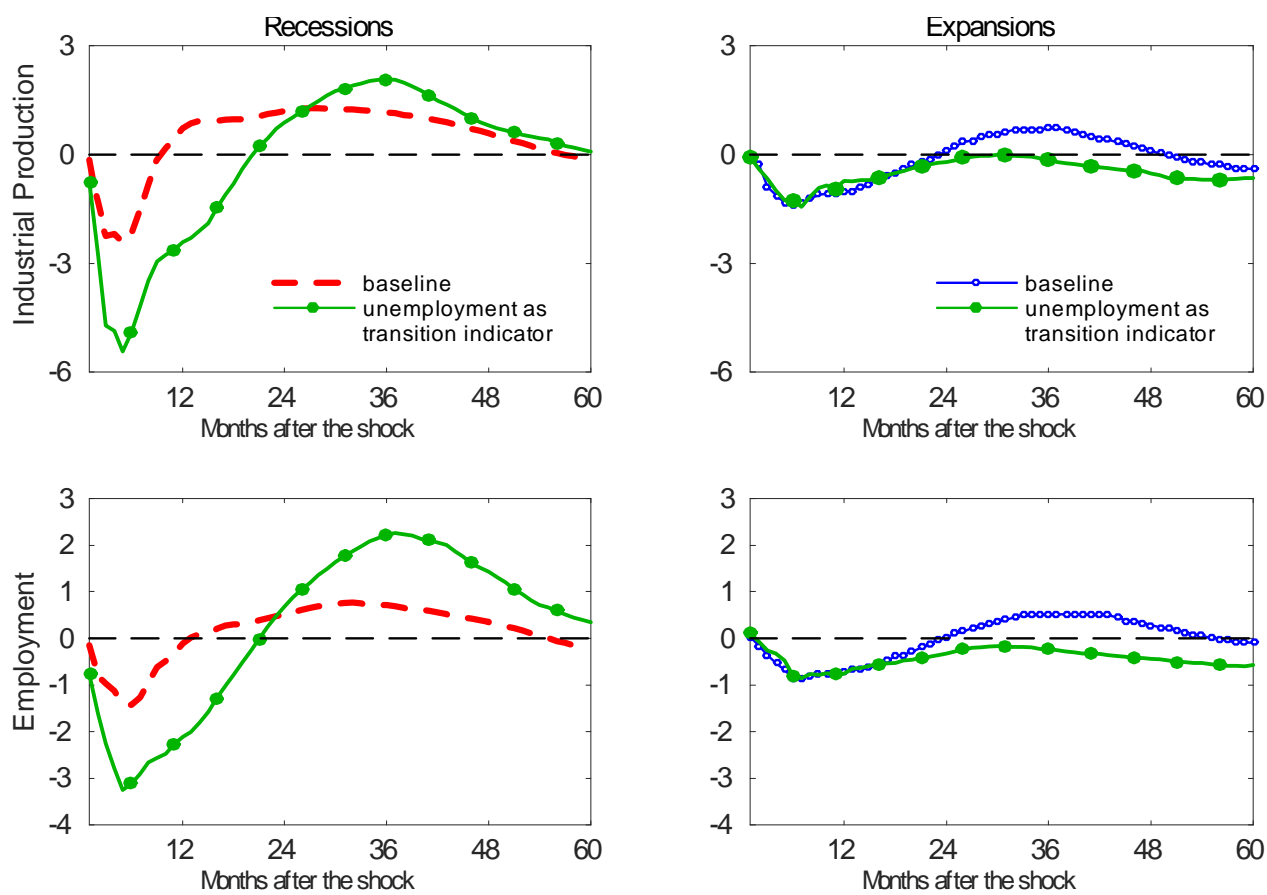 Recessions
Expansions
Industrial Production
3
0
-3
-6
baseline
unemployment as
transition indicator
12 24 36 48 60
Months after the shock
3
0
-3
-6
baseline
unemployment as
transition indicator
12 24 36 48 60
Months after the shock
Employment
3
2
1
0
-1
-2
-3
-4
12 24 36 48 60
Months after the shock
3
2
1
0
-1
-2
-3
-4
12 24 36 48 60
Months after the shock